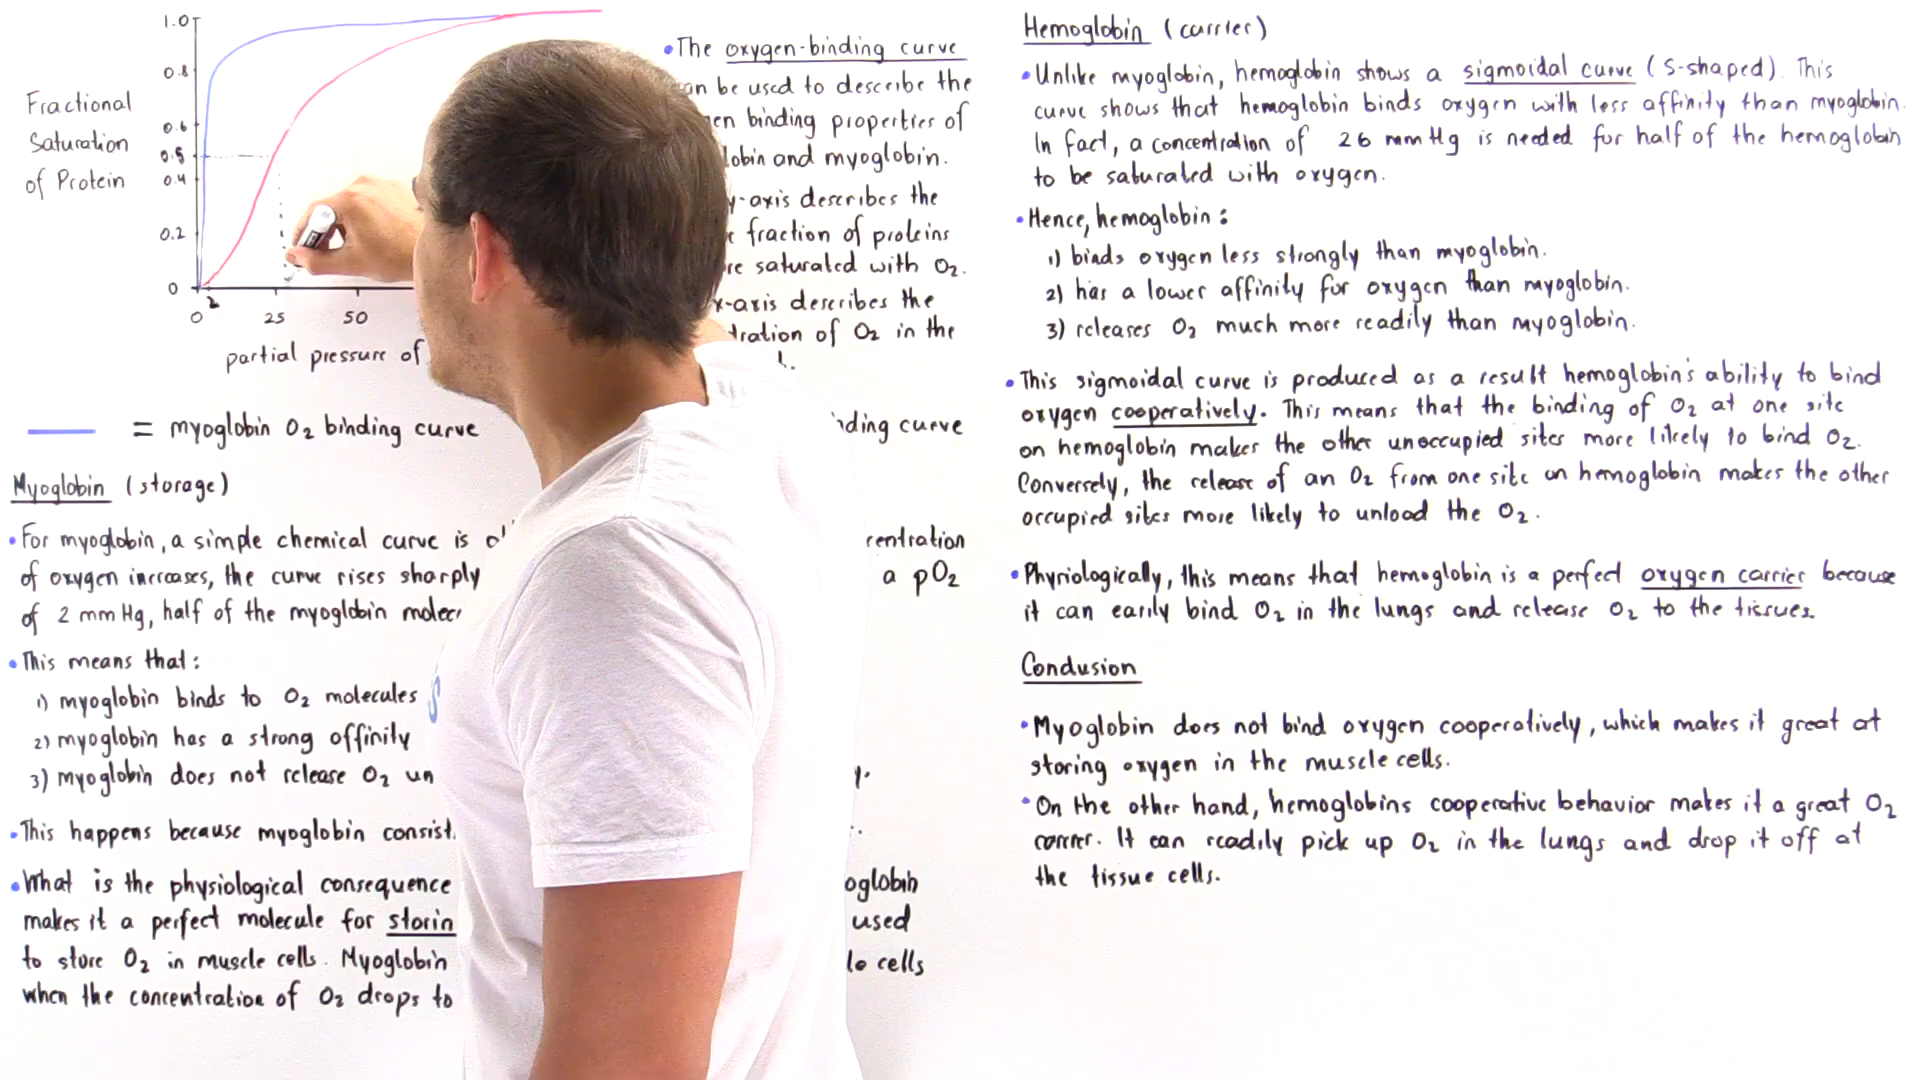 1.0
0.8
0.6
0.5
0.4
0.2
0
Fractional
Saturation
of Protein
0 2 25 50
partial pressure of
= myoglobin O2 binding curve
Myoglobin (storage)
• For myoglobin, a simple chemical curve is
of oxygen increases, the curve rises sharply
of 2 mm Hg, half of the myoglobin
• This means that:
1) myoglobin binds to O2 molecules
2) myoglobin has a strong affinity
3) myoglobin does not release O2
• This happens because myoglobin
• What is the physiological consequence
makes it a perfect molecule for
to store O2 in muscle cells. Myoglobin
when the concentration of O2 drops to
• The oxygen-binding curve
be used to describe the
binding properties of
and myoglobin.
describes the
fraction of proteins
saturated with O2.
x-axis describes the
of O2 in the
curve
a pO2
used
cells
Hemoglobin (carrier)
• Unlike myoglobin, hemoglobin shows a sigmoidal curve (S-shaped). This
curve shows that hemoglobin binds oxygen with less affinity than myoglobin.
In fact, a concentration of 26 mmHg is needed for half of the hemoglobin
to be saturated with oxygen.
• Hence, hemoglobin:
1) binds oxygen less strongly than myoglobin.
2) has a lower affinity for oxygen than myoglobin.
3) releases O2 much more readily than myoglobin.
• This sigmoidal curve is produced as a result hemoglobin's ability to bind
oxygen cooperatively. This means that the binding of O2 at one site
on hemoglobin makes the other unoccupied sites more likely to bind O2.
Conversely, the release of an O2 from one site on hemoglobin makes the other
occupied sites more likely to unload the O2.
• Physiologically, this means that hemoglobin is a perfect oxygen carrier because
it can easily bind O2 in the lungs and release O2 to the tissues.
Conclusion
• Myoglobin does not bind oxygen cooperatively, which makes it great at
storing oxygen in the muscle cells.
• On the other hand, hemoglobins cooperative behavior makes it a great O2
carrier. It can readily pick up O2 in the lungs and drop it off at
the tissue cells.